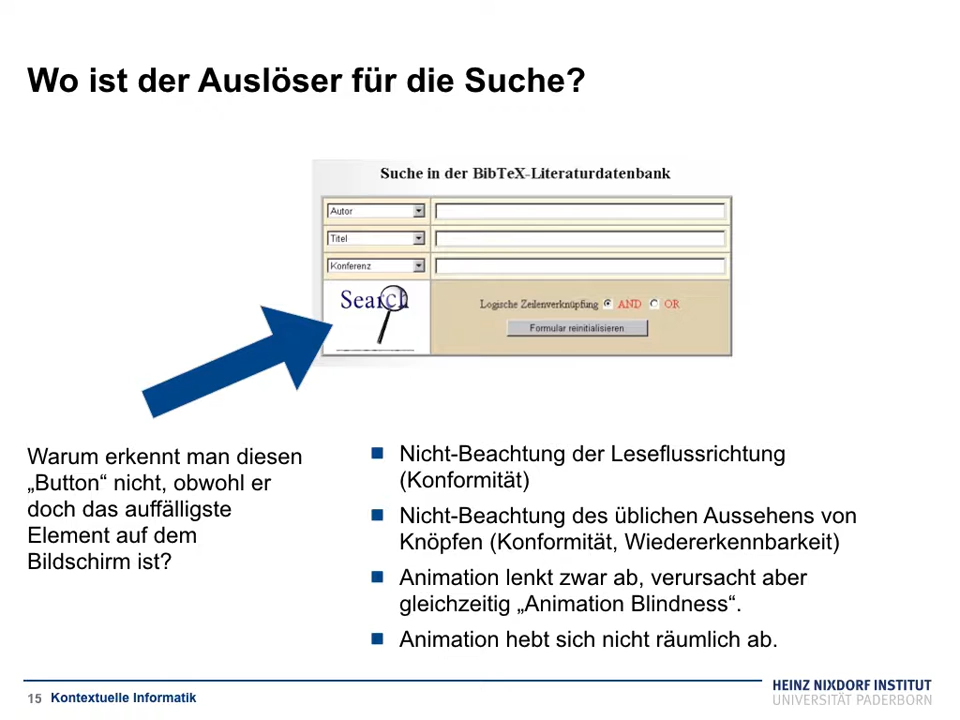 Wo ist der Auslöser für die Suche?
Suche in der BibTeX-Literaturdatenbank
Autor
Titel
Konferenz
Search
Logische Zeilenverknüpfung AND OR
Formular reinitialisieren
Warum erkennt man diesen
„Button“ nicht, obwohl er
doch das auffälligste
Element auf dem
Bildschirm ist?
Nicht-Beachtung der Leseflussrichtung
(Konformität)
Nicht-Beachtung des üblichen Aussehens von
Knöpfen (Konformität, Wiedererkennbarkeit)
Animation lenkt zwar ab, verursacht aber
gleichzeitig „Animation Blindness“.
Animation hebt sich nicht räumlich ab.
15 Kontextuelle Informatik
HEINZ NIXDORF INSTITUT
UNIVERSITÄT PADERBORN